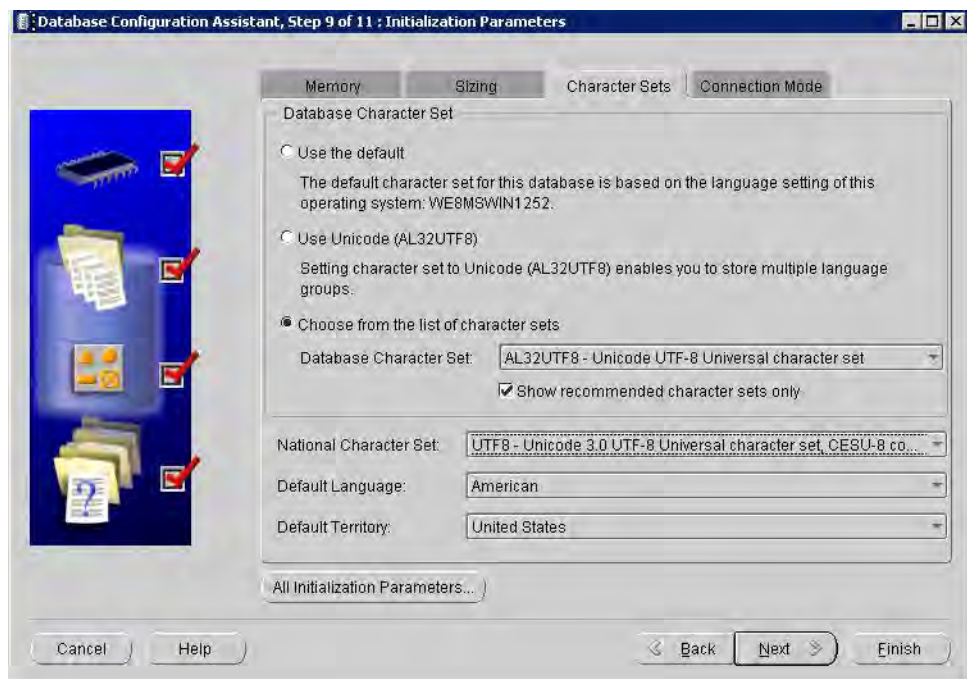 Database Configuration Assistant, Step 9 of 11 : Initialization Parameters
Memory
Sizing
Character Sets
Connection Mode
Database Character Set
Use the default
The default character set for this database is based on the language setting of this
operating system: WE8MSWIN1252.
Use Unicode (AL32UTF8)
Setting character set to Unicode (AL32UTF8) enables you to store multiple language
groups.
Choose from the list of character sets
Database Character Set: AL32UTF8 - Unicode UTF-8 Universal character set
Show recommended character sets only
National Character Set: UTF8 - Unicode 3.0 UTF-8 Universal character set, CESU-8 co...
Default Language: American
Default Territory: United States
All Initialization Parameters...
?
Cancel
Help
Back
Next
Finish